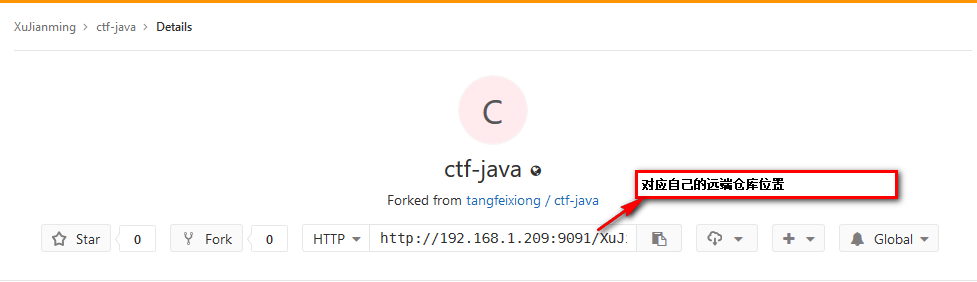 XuJianming > ctf-java > Details
C
ctf-java
对应自己的远端仓库位置
Forked from tangfeixiong / ctf-java
Star 0 Fork 0 HTTP http://192.168.1.209:9091/XuJ Global